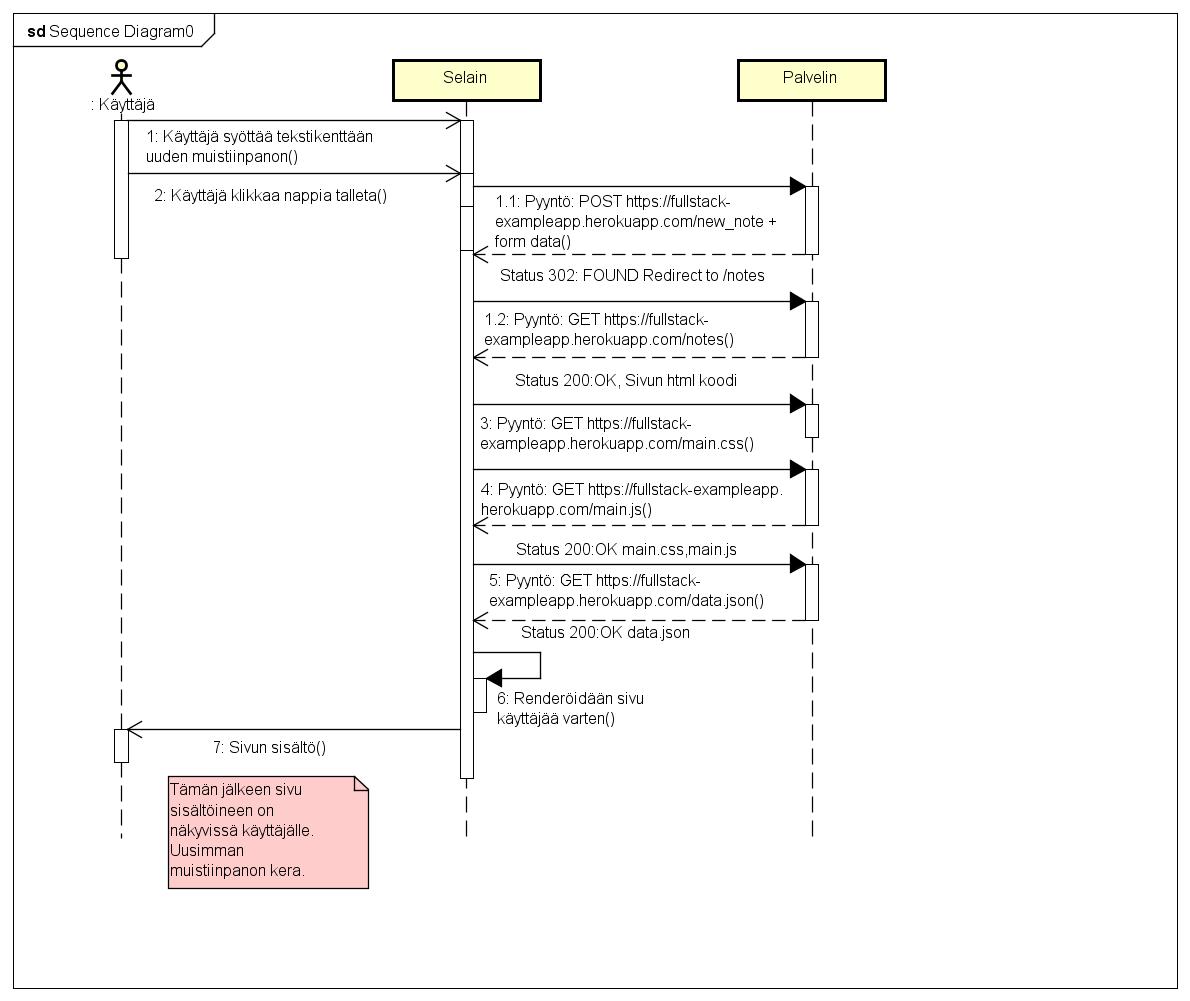 sd Sequence Diagram0
: Käyttäjä
Selain
Palvelin
1: Käyttäjä syöttää tekstikenttään
uuden muistiinpanon()
2: Käyttäjä klikkaa nappia talleta()
1.1: Pyyntö: POST https://fullstack-
exampleapp.herokuapp.com/new_note +
form data()
Status 302: FOUND Redirect to /notes
1.2: Pyyntö: GET https://fullstack-
exampleapp.herokuapp.com/notes()
Status 200:OK, Sivun html koodi
3: Pyyntö: GET https://fullstack-
exampleapp.herokuapp.com/main.css()
4: Pyyntö: GET https://fullstack-exampleapp.
herokuapp.com/main.js()
Status 200:OK main.css,main.js
5: Pyyntö: GET https://fullstack-
exampleapp.herokuapp.com/data.json()
Status 200:OK data.json
6: Renderöidään sivu
käyttäjää varten()
7: Sivun sisältö()
Tämän jälkeen sivu
sisältöineen on
näkyvissä käyttäjälle.
Uusimman
muistiinpanon kera.